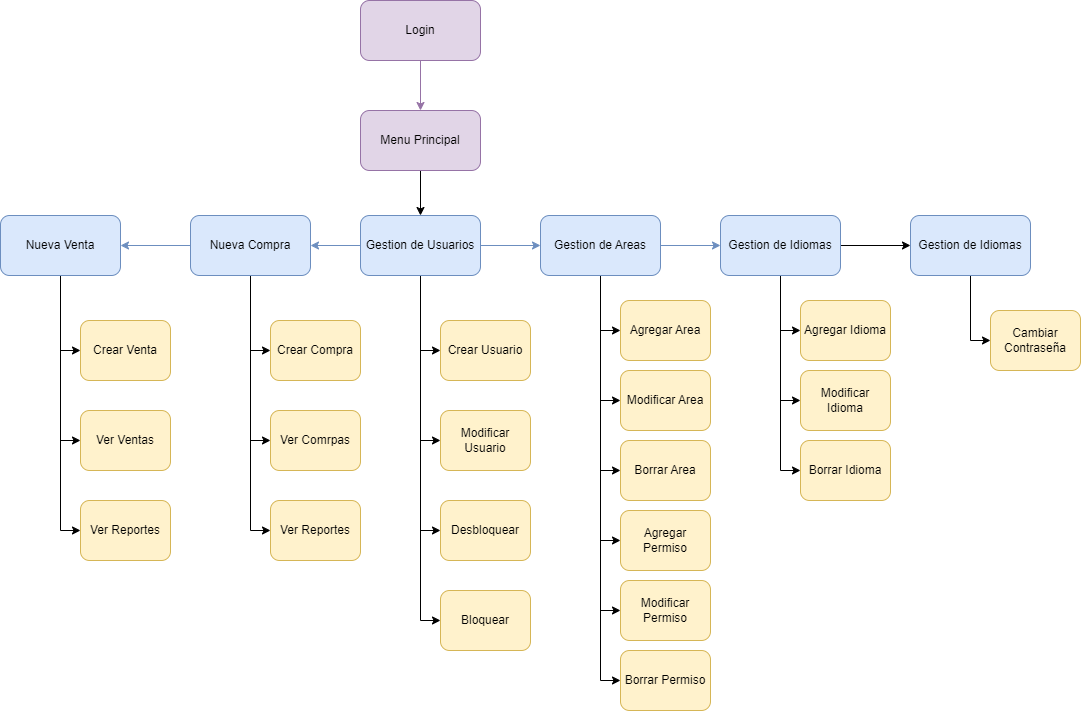 Login
Menu Principal
Nueva Venta
Nueva Compra
Gestion de Usuarios
Gestion de Areas
Gestion de Idiomas
Gestion de Idiomas
Crear Venta
Ver Ventas
Ver Reportes
Crear Compra
Ver Comrpas
Ver Reportes
Crear Usuario
Modificar
Usuario
Desbloquear
Bloquear
Agregar Area
Modificar Area
Borrar Area
Agregar
Permiso
Modificar
Permiso
Borrar Permiso
Agregar Idioma
Modificar
Idioma
Borrar Idioma
Cambiar
Contraseña